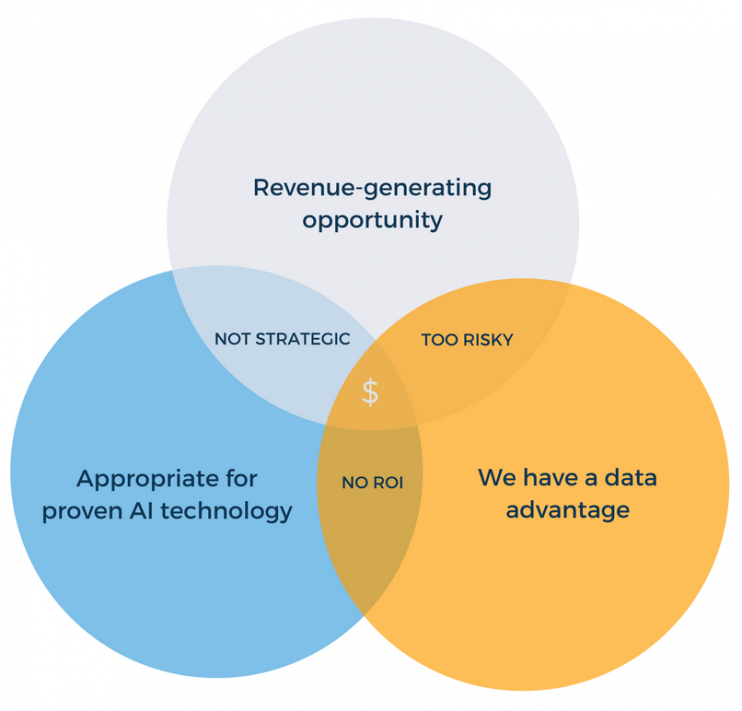 Revenue-generating
opportunity
NOT STRATEGIC
TOO RISKY
$
Appropriate for
proven AI technology
NO ROI
We have a data
advantage